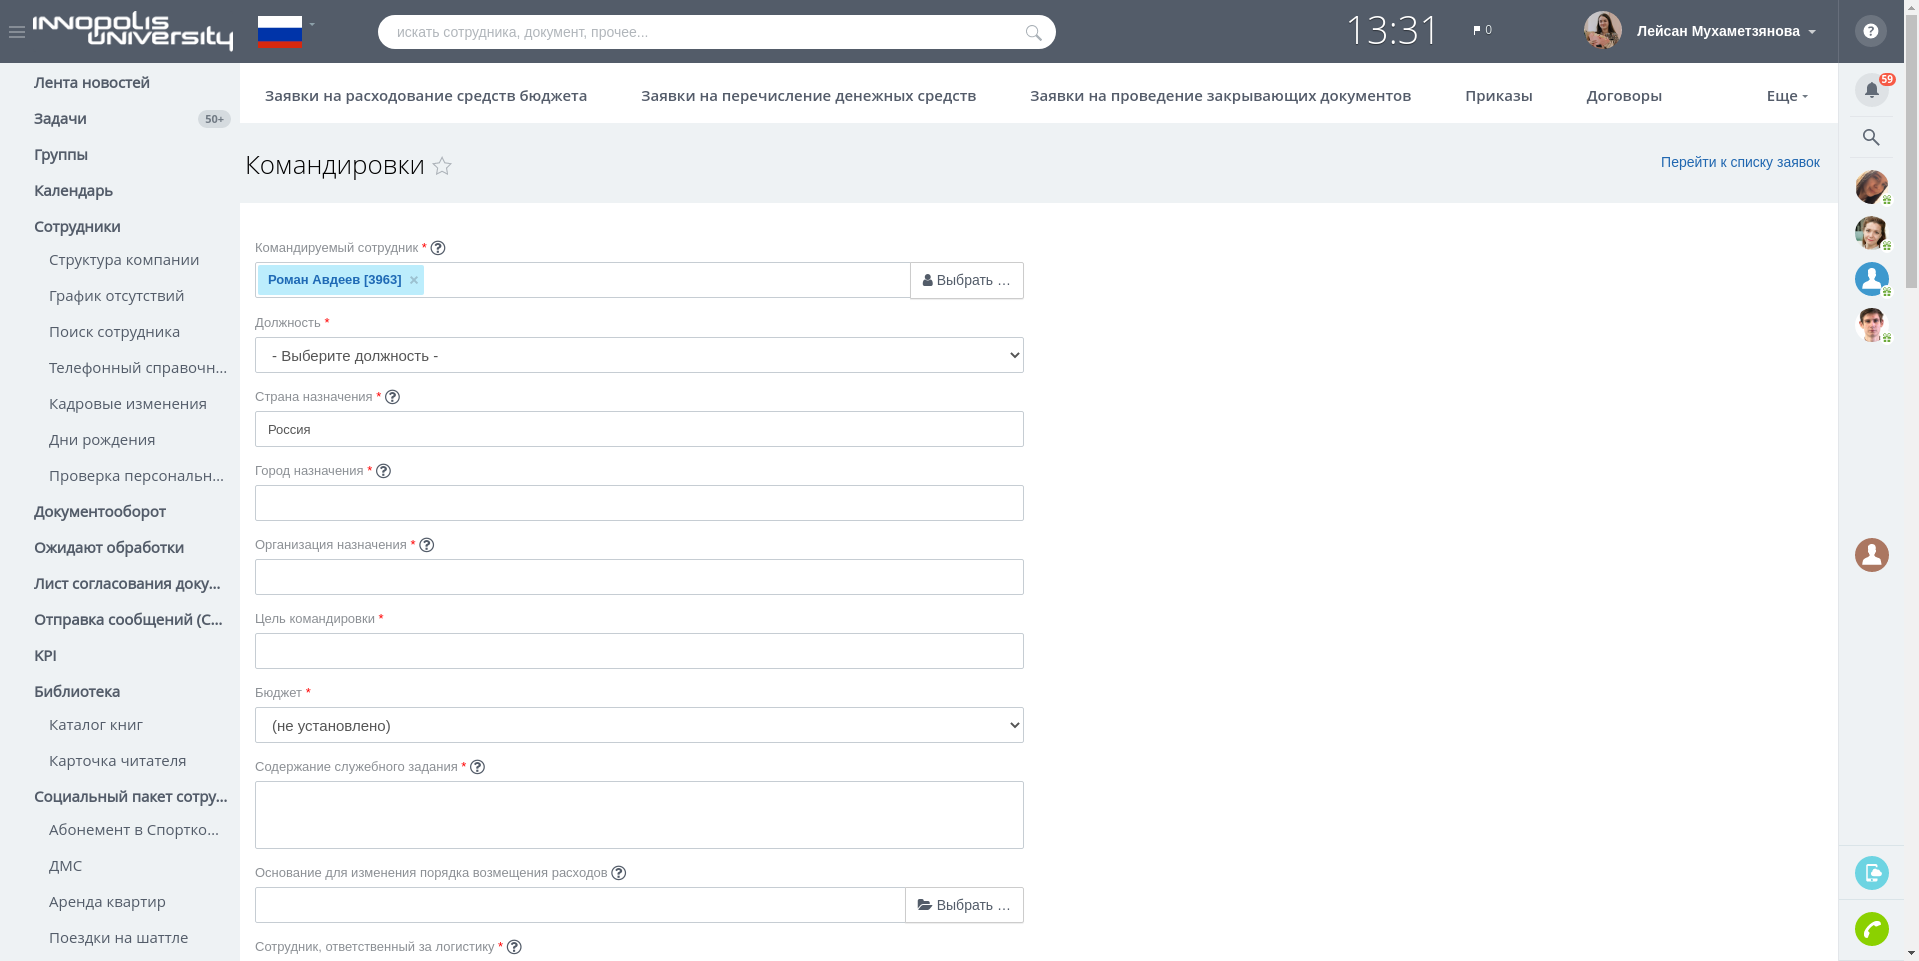 INNOPOLIS
UNIVERSITY
искать сотрудника, документ, прочее...
13:31
0
Лейсан Мухаметзянова
?
Лента новостей
Задачи
50+
Группы
Календарь
Сотрудники
Структура компании
График отсутствий
Поиск сотрудника
Телефонный справочн...
Кадровые изменения
Дни рождения
Проверка персональн...
Документооборот
Ожидают обработки
Лист согласования доку...
Отправка сообщений (С...
KPI
Библиотека
Каталог книг
Карточка читателя
Социальный пакет сотру...
Абонемент в Спортко...
ДМС
Аренда квартир
Поездки на шаттле
Заявки на расходование средств бюджета
Заявки на перечисление денежных средств
Заявки на проведение закрывающих документов
Приказы
Договоры
Еще
59
Командировки
Перейти к списку заявок
Командируемый сотрудник * ?
Роман Авдеев [3963] ×
Выбрать ...
Должность *
- Выберите должность -
Страна назначения * ?
Россия
Город назначения * ?
Организация назначения * ?
Цель командировки *
Бюджет *
(не установлено)
Содержание служебного задания * ?
Основание для изменения порядка возмещения расходов ?
Выбрать ...
Сотрудник, ответственный за логистику * ?